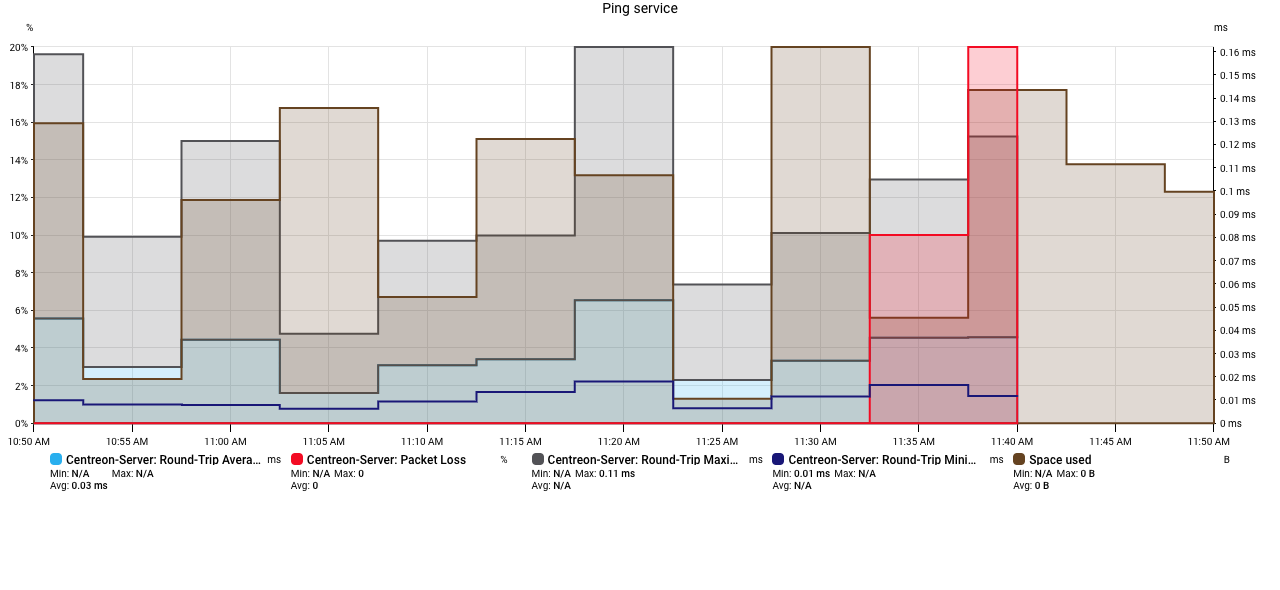 Ping service
% ms
20%
18%
16%
14%
12%
10%
8%
6%
4%
2%
0%
0.16 ms
0.15 ms
0.14 ms
0.13 ms
0.12 ms
0.11 ms
0.1 ms
0.09 ms
0.08 ms
0.07 ms
0.06 ms
0.05 ms
0.04 ms
0.03 ms
0.02 ms
0.01 ms
0 ms
10:50 AM 10:55 AM 11:00 AM 11:05 AM 11:10 AM 11:15 AM 11:20 AM 11:25 AM 11:30 AM 11:35 AM 11:40 AM 11:45 AM 11:50 AM
Centreon-Server: Round-Trip Avera... ms
Min: N/A Max: N/A
Avg: 0.03 ms
Centreon-Server: Packet Loss %
Min: N/A Max: 0
Avg: 0
Centreon-Server: Round-Trip Maxi... ms
Min: N/A Max: 0.11 ms
Avg: N/A
Centreon-Server: Round-Trip Mini... ms
Min: 0.01 ms Max: N/A
Avg: N/A
Space used B
Min: N/A Max: 0 B
Avg: 0 B